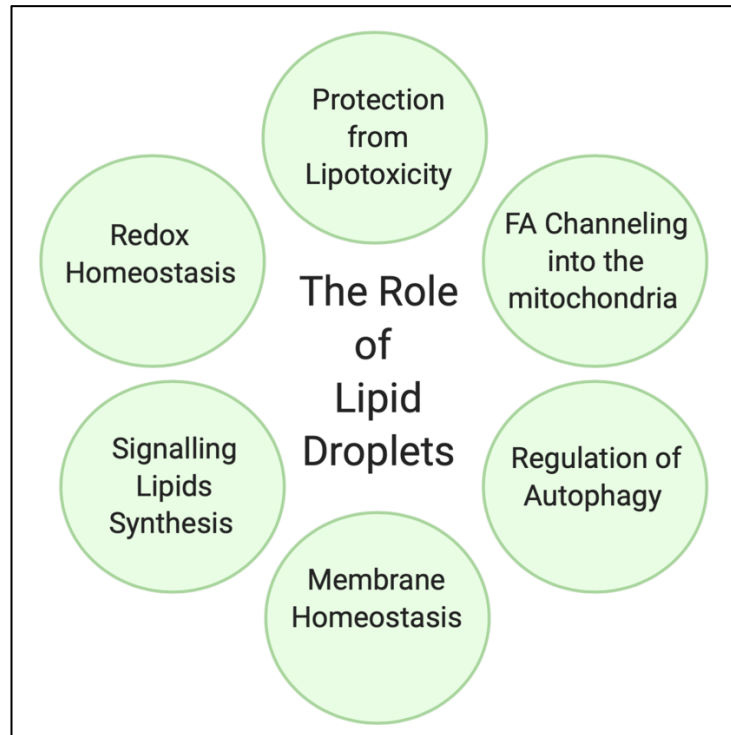 Protection
from
Lipotoxicity
FA Channeling
into the
mitochondria
Regulation of
Autophagy
Membrane
Homeostasis
Signalling
Lipids
Synthesis
Redox
Homeostasis
The Role
of
Lipid
Droplets